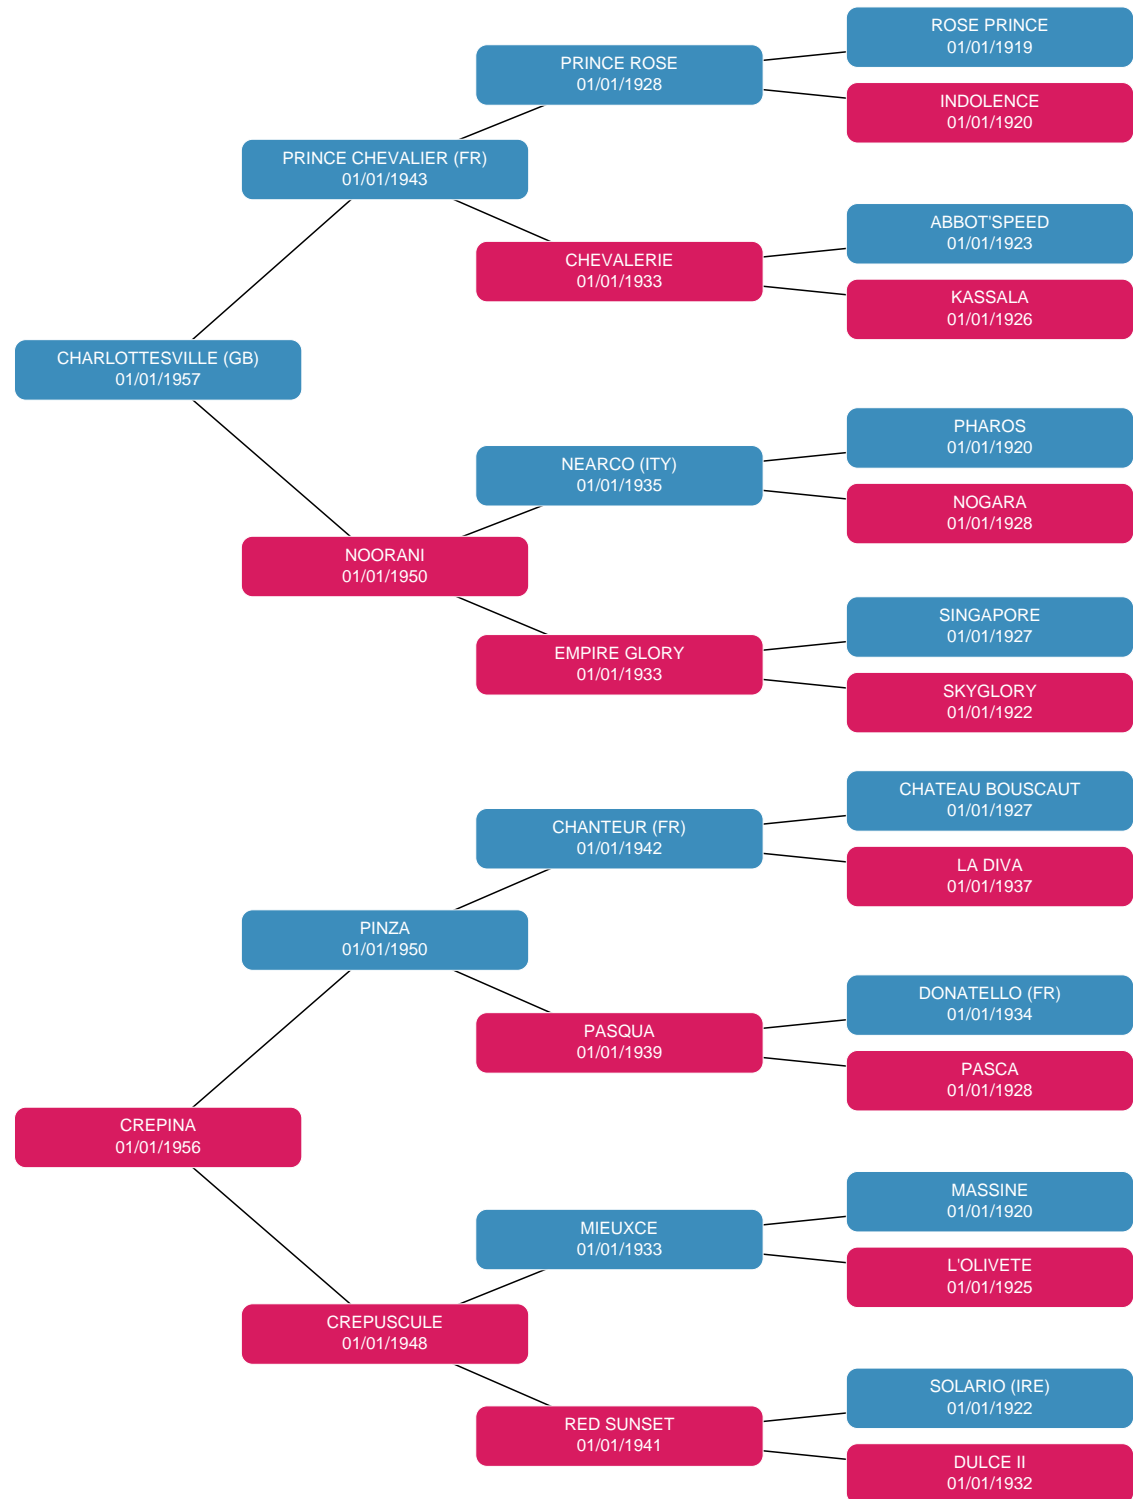 ROSE PRINCE
01/01/1919
PRINCE ROSE
01/01/1928
INDOLENCE
01/01/1920
PRINCE CHEVALIER (FR)
01/01/1943
ABBOT'SPEED
01/01/1923
CHEVALERIE
01/01/1933
KASSALA
01/01/1926
CHARLOTTESVILLE (GB)
01/01/1957
PHAROS
01/01/1920
NEARCO (ITY)
01/01/1935
NOGARA
01/01/1928
NOORANI
01/01/1950
SINGAPORE
01/01/1927
EMPIRE GLORY
01/01/1933
SKYGLORY
01/01/1922
CHATEAU BOUSCAUT
01/01/1927
CHANTEUR (FR)
01/01/1942
LA DIVA
01/01/1937
PINZA
01/01/1950
DONATELLO (FR)
01/01/1934
PASQUA
01/01/1939
PASCA
01/01/1928
CREPINA
01/01/1956
MASSINE
01/01/1920
MIEUXCE
01/01/1933
L'OLIVETE
01/01/1925
CREPUSCULE
01/01/1948
SOLARIO (IRE)
01/01/1922
RED SUNSET
01/01/1941
DULCE II
01/01/1932